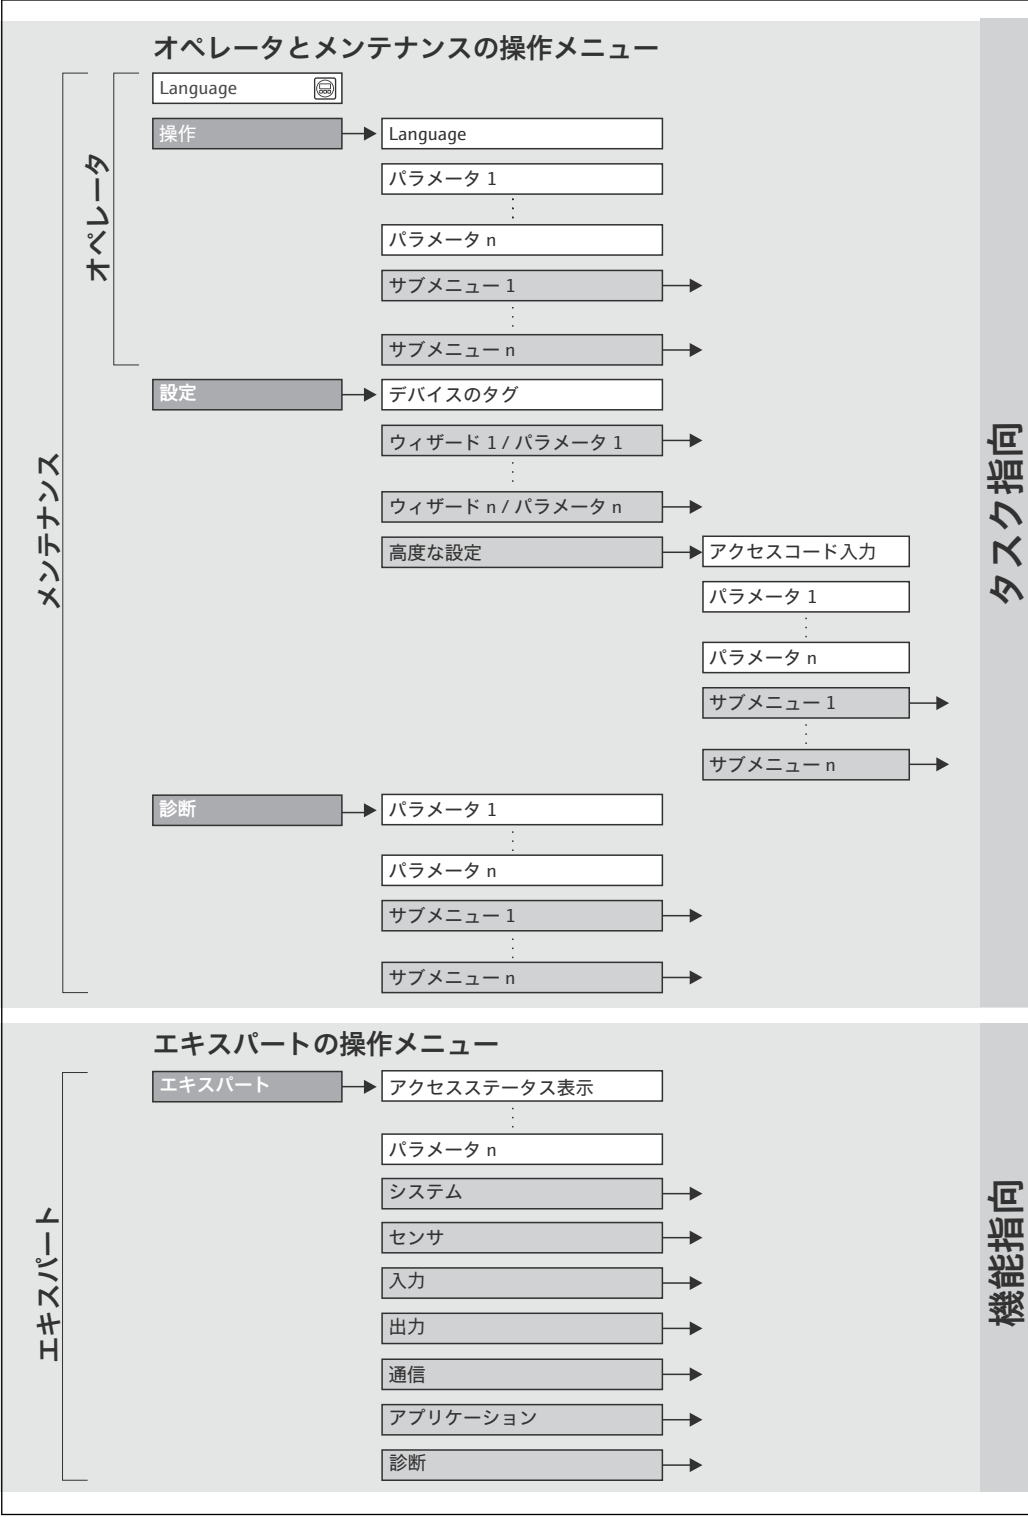 オペレータとメンテナンスの操作メニュー
Language
操作
Language
パラメータ 1
パラメータ n
サブメニュー 1
サブメニュー n
オペレータ
設定
デバイスのタグ
ウィザード 1 / パラメータ 1
ウィザード n / パラメータ n
高度な設定
アクセスコード入力
パラメータ 1
パラメータ n
サブメニュー 1
サブメニュー n
診断
パラメータ 1
パラメータ n
サブメニュー 1
サブメニュー n
メンテナンス
タスク指向
エキスパートの操作メニュー
エキスパート
アクセスステータス表示
パラメータ n
システム
センサ
入力
出力
通信
アプリケーション
診断
エキスパート
機能指向